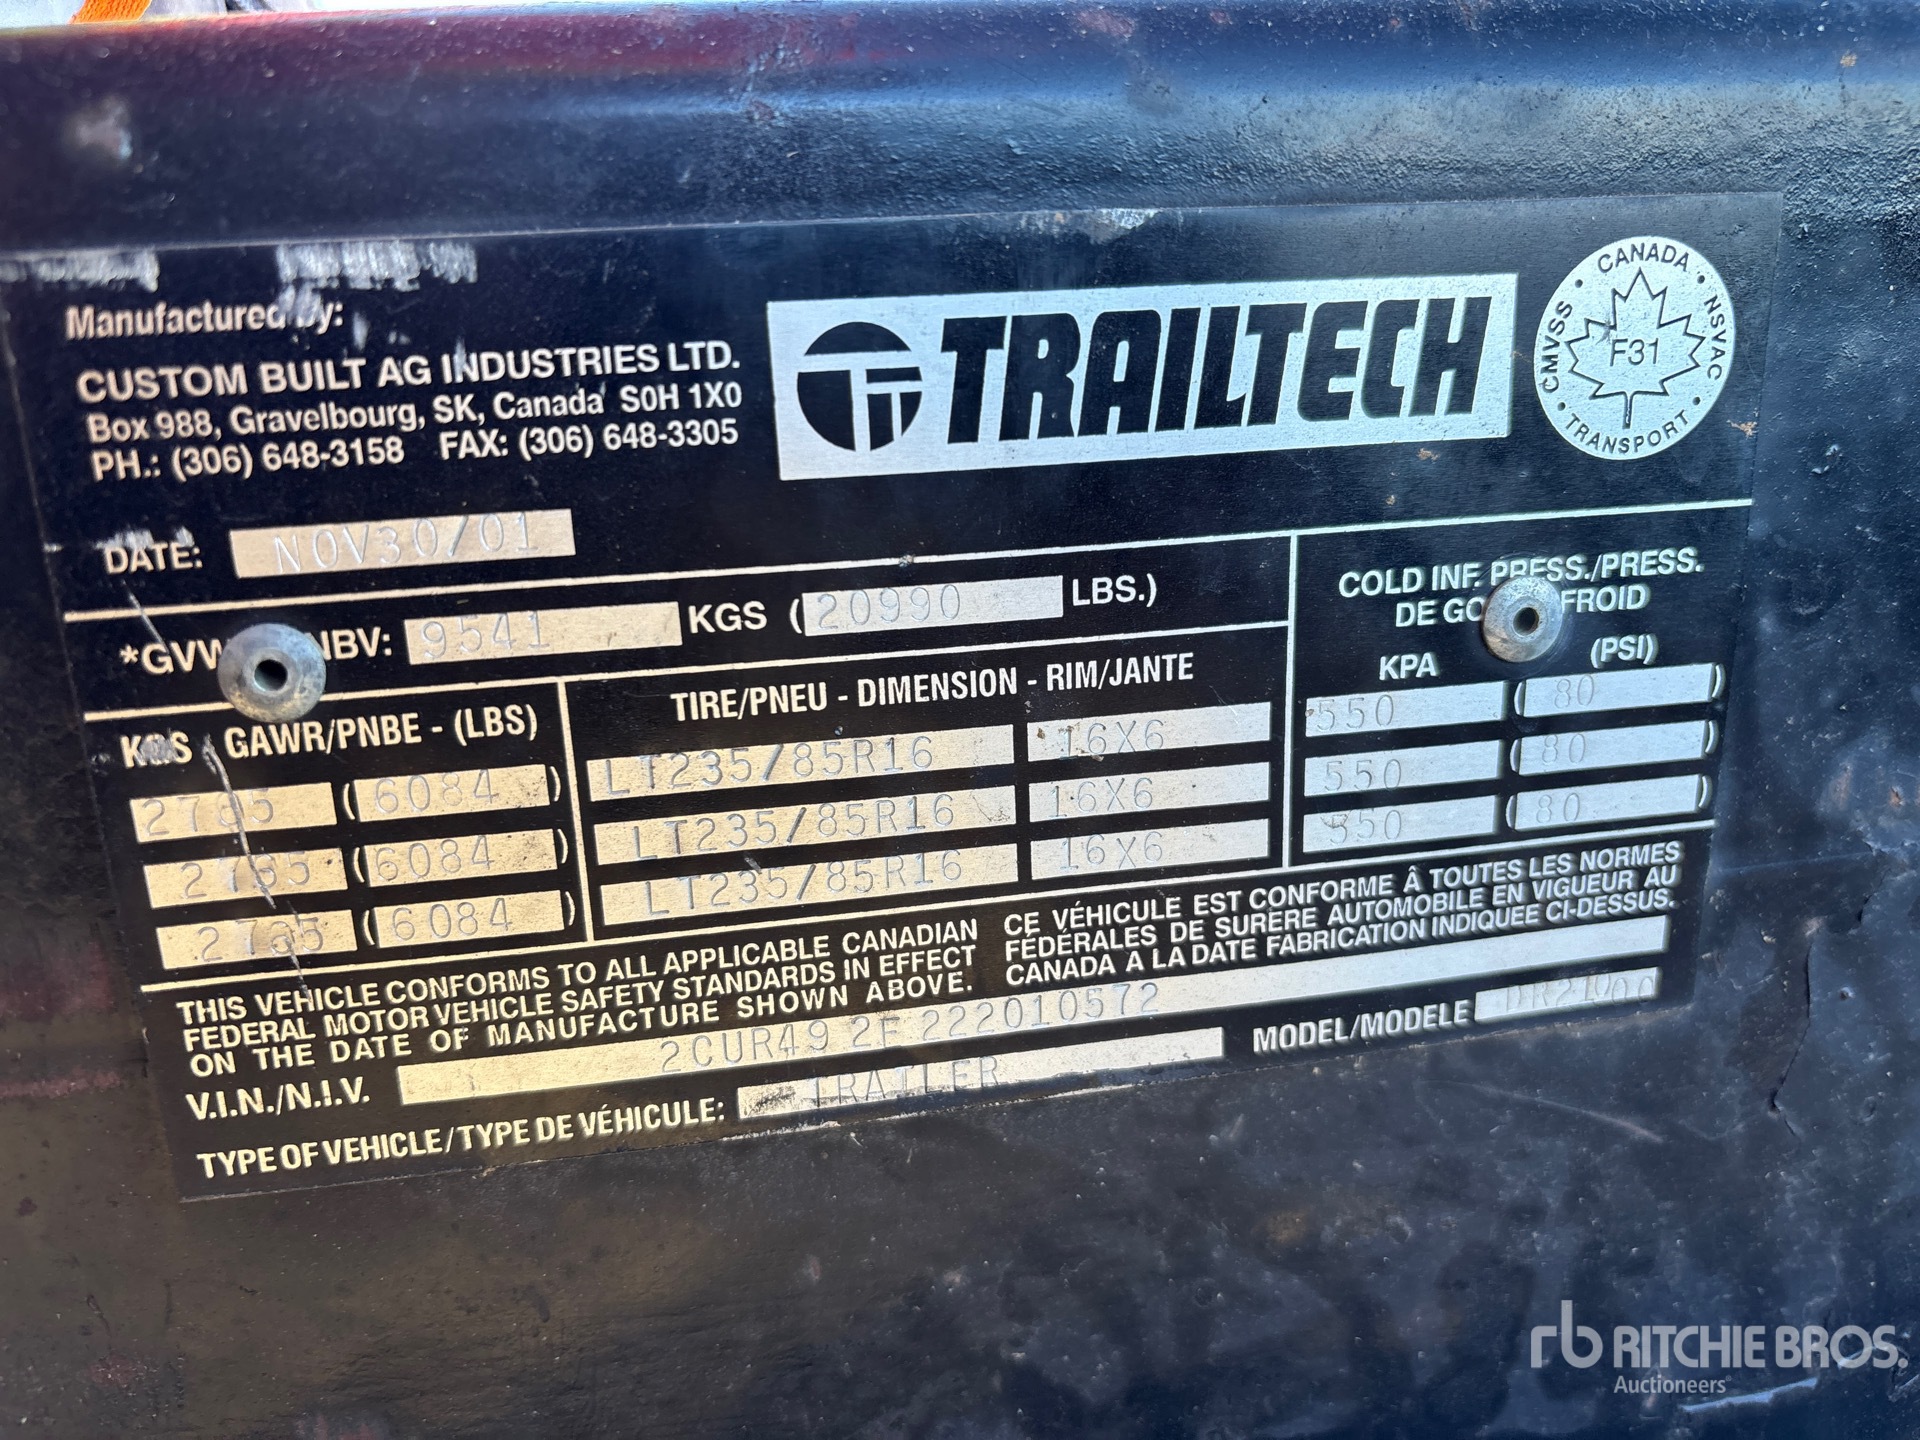 Manufactured by:
CUSTOM BUILT AG INDUSTRIES LTD.
Box 988, Gravelbourg, SK, Canada S0H 1X0
PH.: (306) 648-3158 FAX: (306) 648-3305
TRAILTECH
CANADA
CMVSS
NSVAC
F31
TRANSPORT
DATE: NOV30/01
9541 KGS (20990 LBS.)
KGS GAWR/PNBE - (LBS)
TIRE/PNEU - DIMENSION - RIM/JANTE
COLD INF. PRESS./PRESS.
KPA (PSI)
2765 (6084) LT235/85R16 16X6 550 (80)
2765 (6084) LT235/85R16 16X6 550 (80)
2765 (6084) LT235/85R16 16X6 550 (80)
THIS VEHICLE CONFORMS TO ALL APPLICABLE CANADIAN
FEDERAL MOTOR VEHICLE SAFETY STANDARDS IN EFFECT
ON THE DATE OF MANUFACTURE SHOWN ABOVE.
CE VÉHICULE EST CONFORME À TOUTES LES NORMES
FÉDÉRALES DE SURERE AUTOMOBILE EN VIGUEUR AU
CANADA A LA DATE FABRICATION INDIQUEE CI-DESSUS.
V.I.N./N.I.V. 2CUR49 2F 222010572
TYPE OF VEHICLE/TYPE DE VÉHICULE: TRAILER
MODEL/MODELE
rb RITCHIE BROS.
Auctioneers